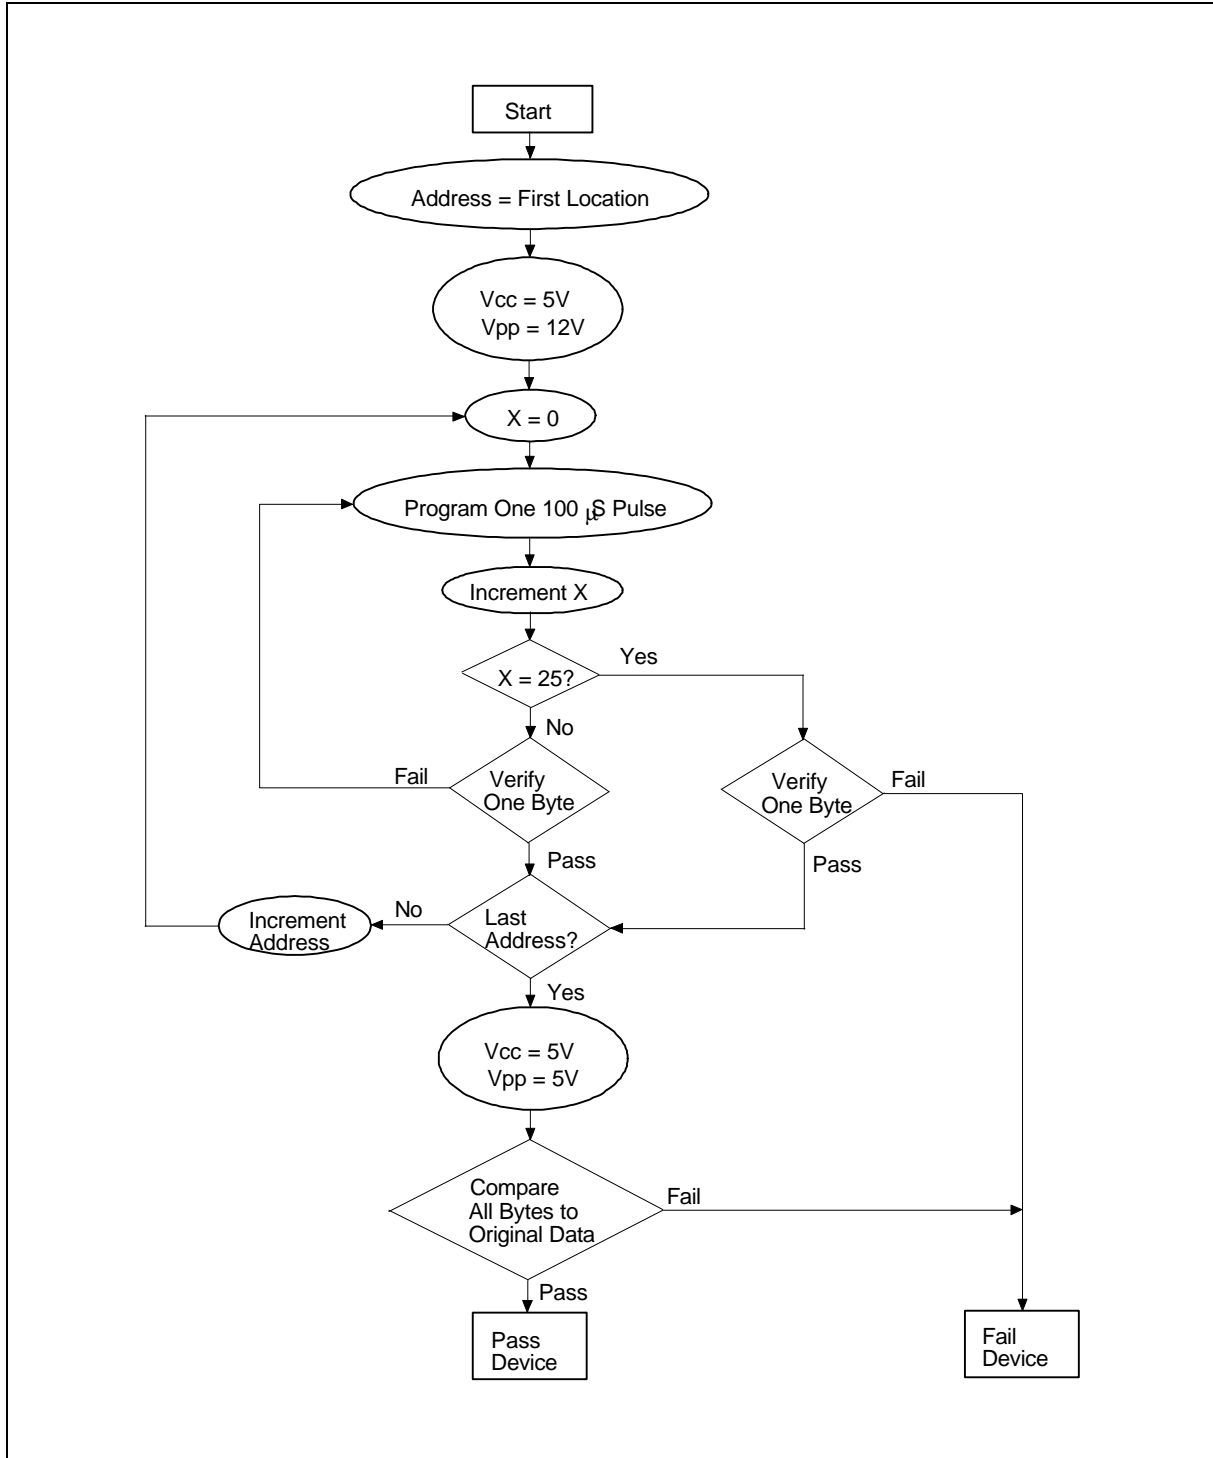 Start
Address = First Location
Vcc = 5V
Vpp = 12V
X = 0
Program One 100 μS Pulse
Increment X
X = 25?
Yes
No
Fail
Verify
One Byte
Verify
One Byte
Fail
Pass
Pass
Increment
Address
No
Last
Address?
Yes
Vcc = 5V
Vpp = 5V
Compare
All Bytes to
Original Data
Fail
Pass
Pass
Device
Fail
Device